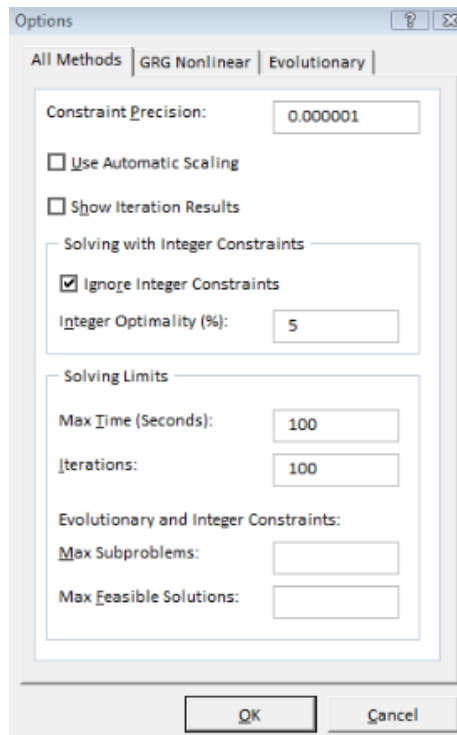 Options
All Methods GRG Nonlinear Evolutionary
Constraint Precision: 0.000001
Use Automatic Scaling
Show Iteration Results
Solving with Integer Constraints
Ignore Integer Constraints
Integer Optimality (%): 5
Solving Limits
Max Time (Seconds): 100
Iterations: 100
Evolutionary and Integer Constraints:
Max Subproblems:
Max Feasible Solutions:
OK Cancel